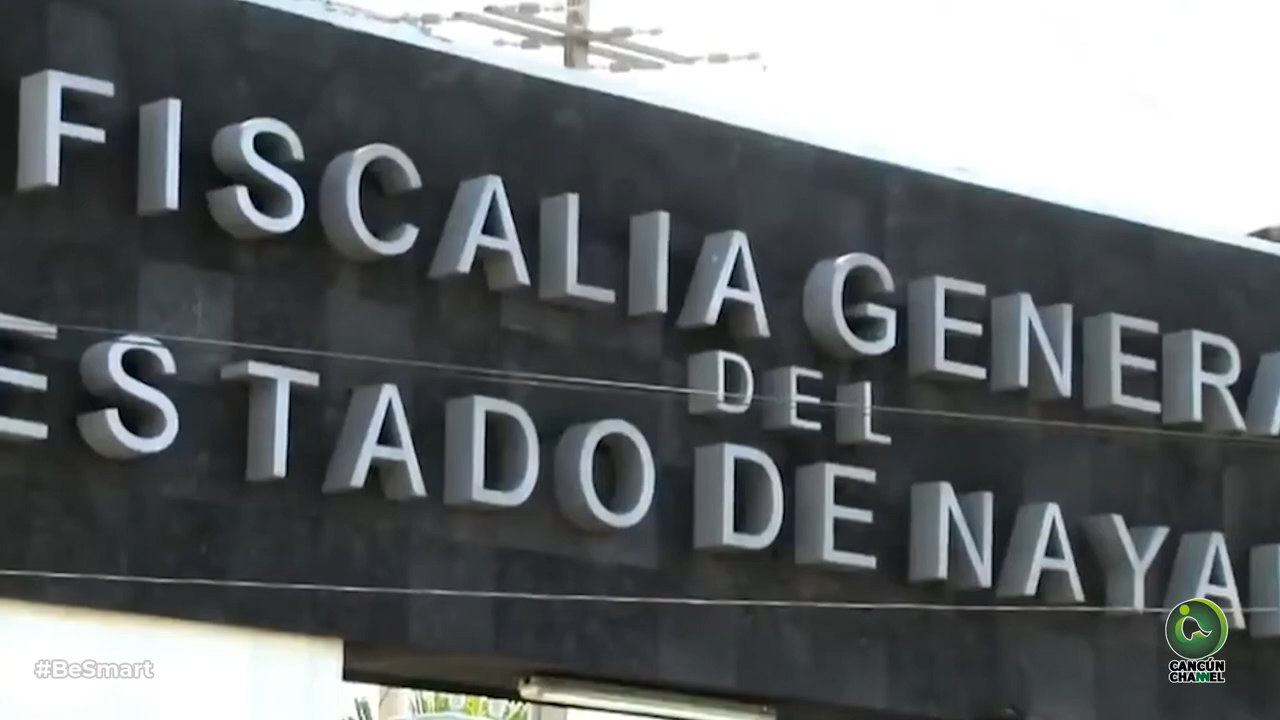 FISCALIA GENERA
DEL
ESTADO DE NAYA
#BeSmart
CANCÚN
CHANNEL